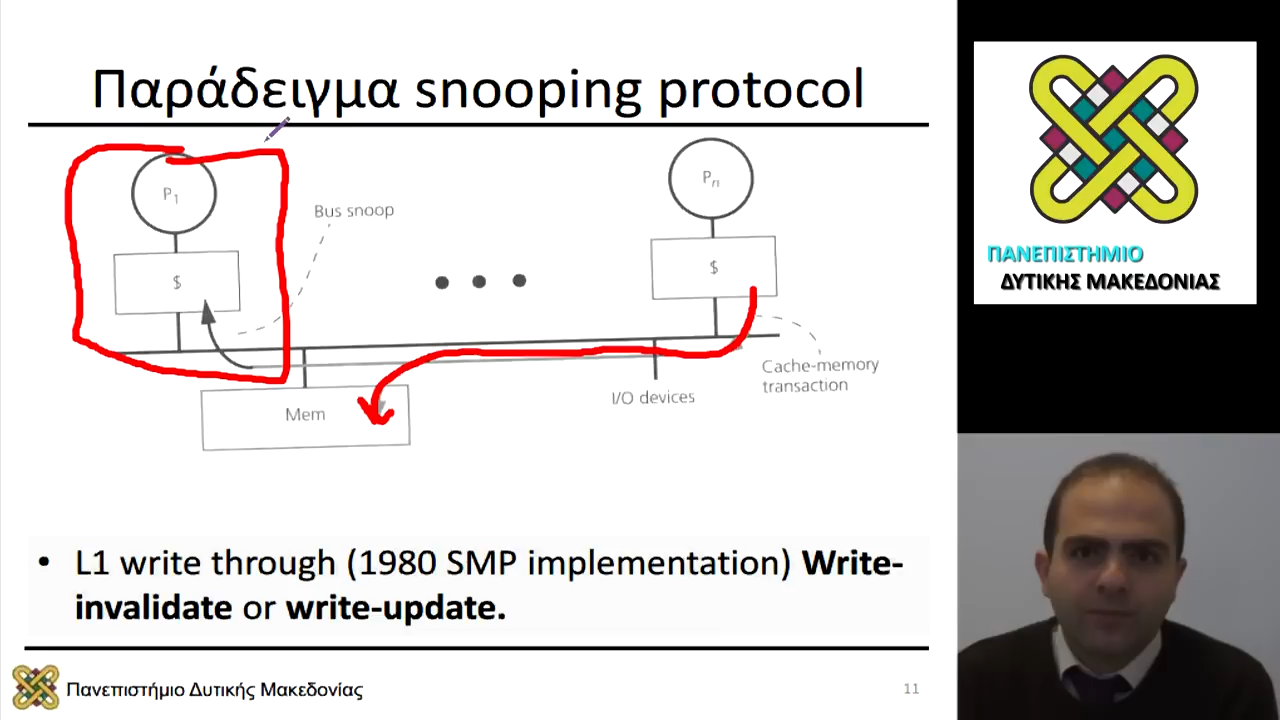 Παράδειγμα snooping protocol
P1
Pn
Bus snoop
$
$
Cache-memory
transaction
I/O devices
Mem
• L1 write through (1980 SMP implementation) Write-
invalidate or write-update.
Πανεπιστήμιο Δυτικής Μακεδονίας
11
ΠΑΝΕΠΙΣΤΗΜΙΟ
ΔΥΤΙΚΗΣ ΜΑΚΕΔΟΝΙΑΣ